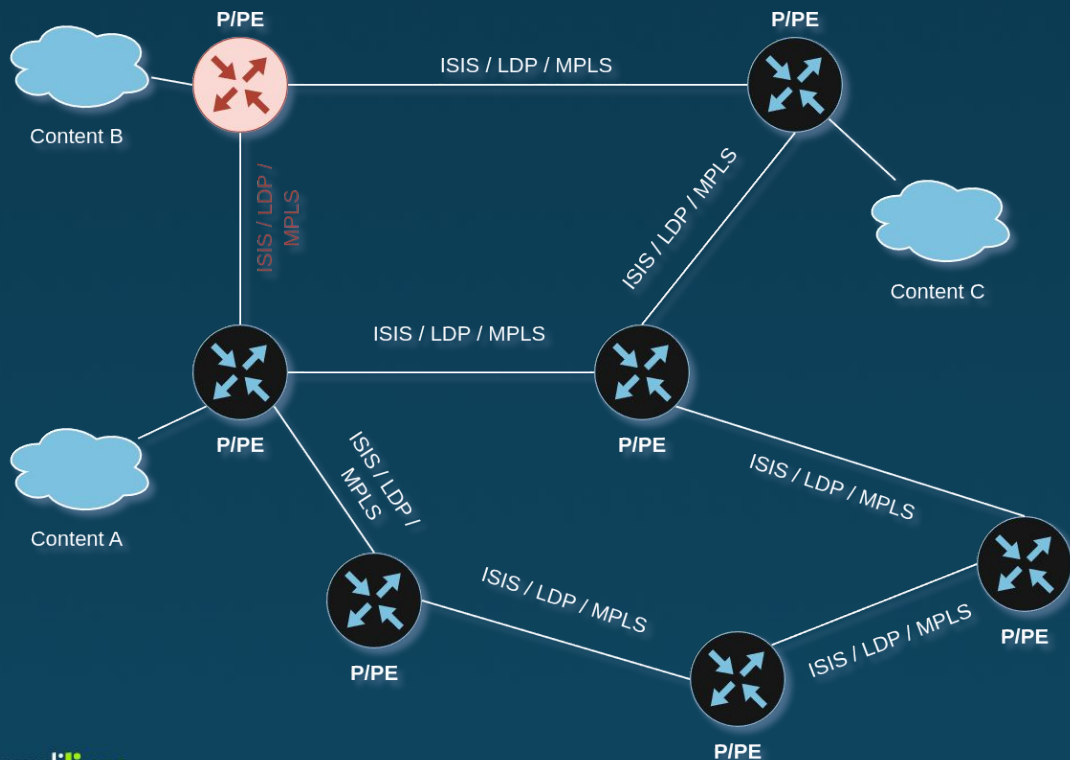 P/PE
P/PE
ISIS / LDP / MPLS
Content B
ISIS / LDP /
MPLS
ISIS / LDP / MPLS
Content C
ISIS / LDP / MPLS
P/PE
P/PE
ISIS / LDP /
MPLS
ISIS / LDP / MPLS
Content A
ISIS / LDP / MPLS
ISIS / LDP / MPLS
P/PE
P/PE
P/PE